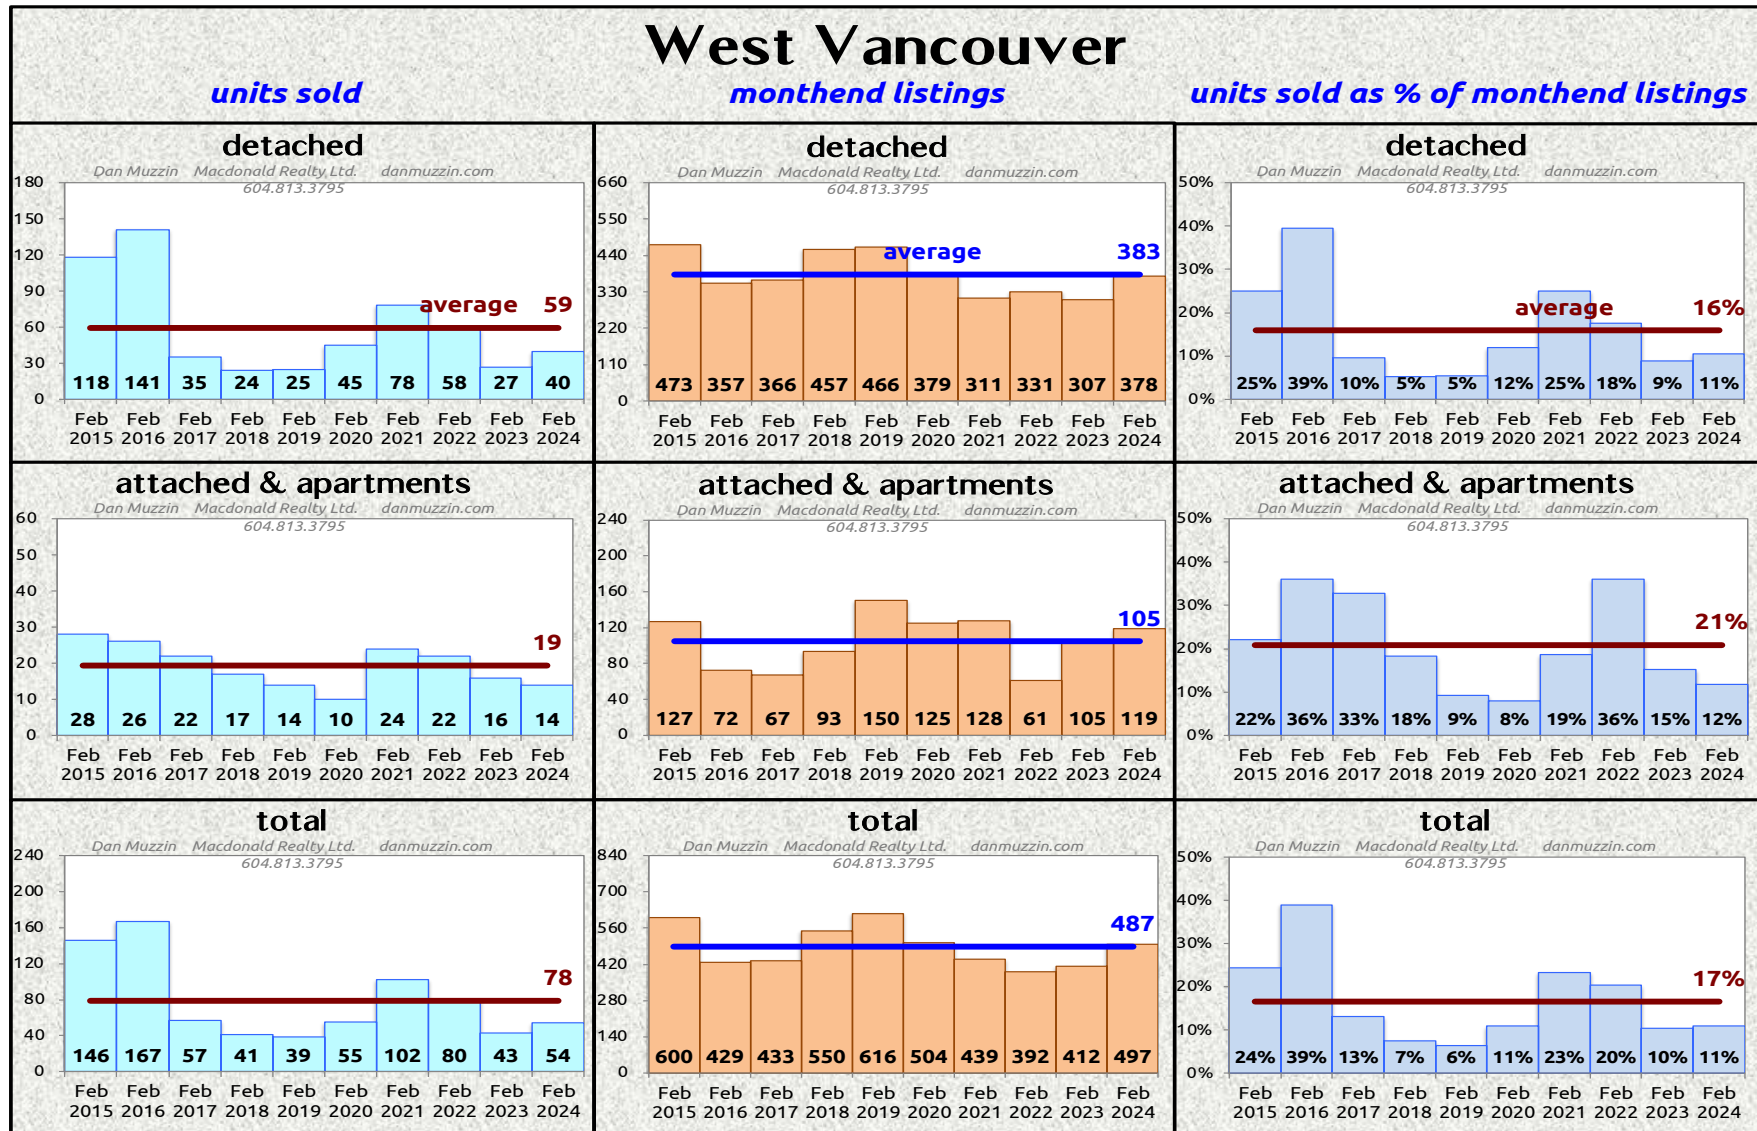 West Vancouver
units sold
monthend listings
units sold as % of monthend listings
detached
Dan Muzzin Macdonald Realty Ltd. danmuzzin.com
604.813.3795
180
150
120
90
60
30
0
average 59
118 141 35 24 25 45 78 58 27 40
Feb 2015 Feb 2016 Feb 2017 Feb 2018 Feb 2019 Feb 2020 Feb 2021 Feb 2022 Feb 2023 Feb 2024
detached
Dan Muzzin Macdonald Realty Ltd. danmuzzin.com
604.813.3795
660
550
440
330
220
110
0
average 383
473 357 366 457 466 379 311 331 307 378
Feb 2015 Feb 2016 Feb 2017 Feb 2018 Feb 2019 Feb 2020 Feb 2021 Feb 2022 Feb 2023 Feb 2024
detached
Dan Muzzin Macdonald Realty Ltd. danmuzzin.com
604.813.3795
50%
40%
30%
20%
10%
0%
average 16%
25% 39% 10% 5% 5% 12% 25% 18% 9% 11%
Feb 2015 Feb 2016 Feb 2017 Feb 2018 Feb 2019 Feb 2020 Feb 2021 Feb 2022 Feb 2023 Feb 2024
attached & apartments
Dan Muzzin Macdonald Realty Ltd. danmuzzin.com
604.813.3795
60
50
40
30
20
10
0
19
28 26 22 17 14 10 24 22 16 14
Feb 2015 Feb 2016 Feb 2017 Feb 2018 Feb 2019 Feb 2020 Feb 2021 Feb 2022 Feb 2023 Feb 2024
attached & apartments
Dan Muzzin Macdonald Realty Ltd. danmuzzin.com
604.813.3795
240
200
160
120
80
40
0
105
127 72 67 93 150 125 128 61 105 119
Feb 2015 Feb 2016 Feb 2017 Feb 2018 Feb 2019 Feb 2020 Feb 2021 Feb 2022 Feb 2023 Feb 2024
attached & apartments
Dan Muzzin Macdonald Realty Ltd. danmuzzin.com
604.813.3795
50%
40%
30%
20%
10%
0%
21%
22% 36% 33% 18% 9% 8% 19% 36% 15% 12%
Feb 2015 Feb 2016 Feb 2017 Feb 2018 Feb 2019 Feb 2020 Feb 2021 Feb 2022 Feb 2023 Feb 2024
total
Dan Muzzin Macdonald Realty Ltd. danmuzzin.com
604.813.3795
240
200
160
120
80
40
0
78
146 167 57 41 39 55 102 80 43 54
Feb 2015 Feb 2016 Feb 2017 Feb 2018 Feb 2019 Feb 2020 Feb 2021 Feb 2022 Feb 2023 Feb 2024
total
Dan Muzzin Macdonald Realty Ltd. danmuzzin.com
604.813.3795
840
700
560
420
280
140
0
487
600 429 433 550 616 504 439 392 412 497
Feb 2015 Feb 2016 Feb 2017 Feb 2018 Feb 2019 Feb 2020 Feb 2021 Feb 2022 Feb 2023 Feb 2024
total
Dan Muzzin Macdonald Realty Ltd. danmuzzin.com
604.813.3795
50%
40%
30%
20%
10%
0%
17%
24% 39% 13% 7% 6% 11% 23% 20% 10% 11%
Feb 2015 Feb 2016 Feb 2017 Feb 2018 Feb 2019 Feb 2020 Feb 2021 Feb 2022 Feb 2023 Feb 2024